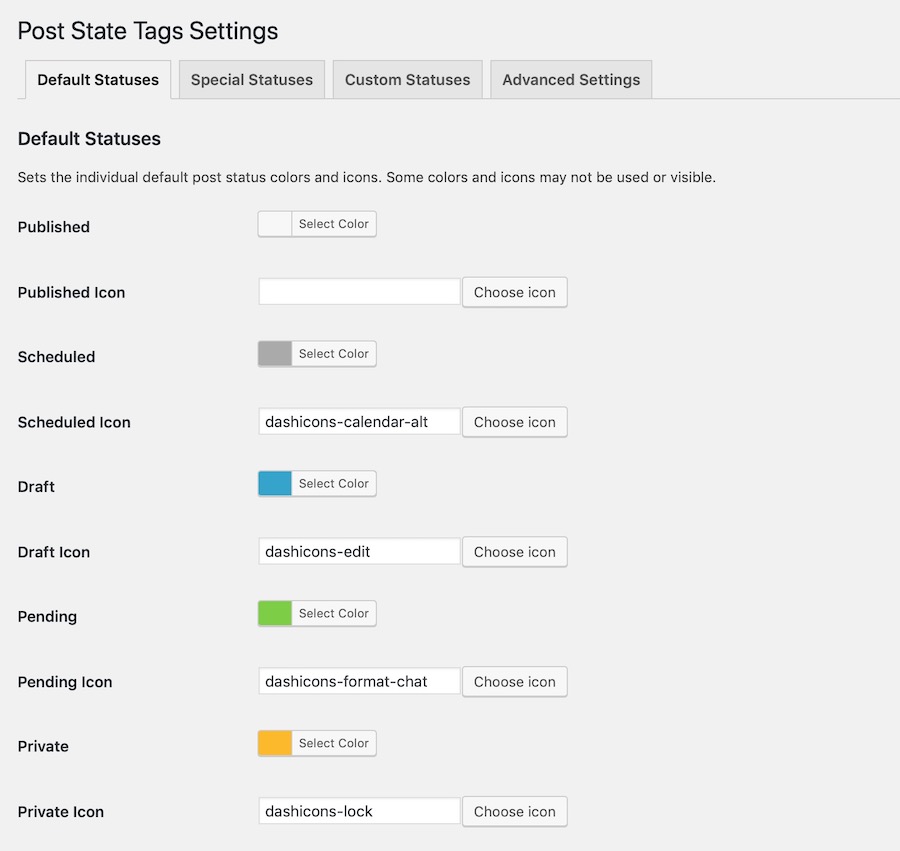 Post State Tags Settings
Default Statuses Special Statuses Custom Statuses Advanced Settings
Default Statuses
Sets the individual default post status colors and icons. Some colors and icons may not be used or visible.
Published Select Color
Published Icon Choose icon
Scheduled Select Color
Scheduled Icon dashicons-calendar-alt Choose icon
Draft Select Color
Draft Icon dashicons-edit Choose icon
Pending Select Color
Pending Icon dashicons-format-chat Choose icon
Private Select Color
Private Icon dashicons-lock Choose icon